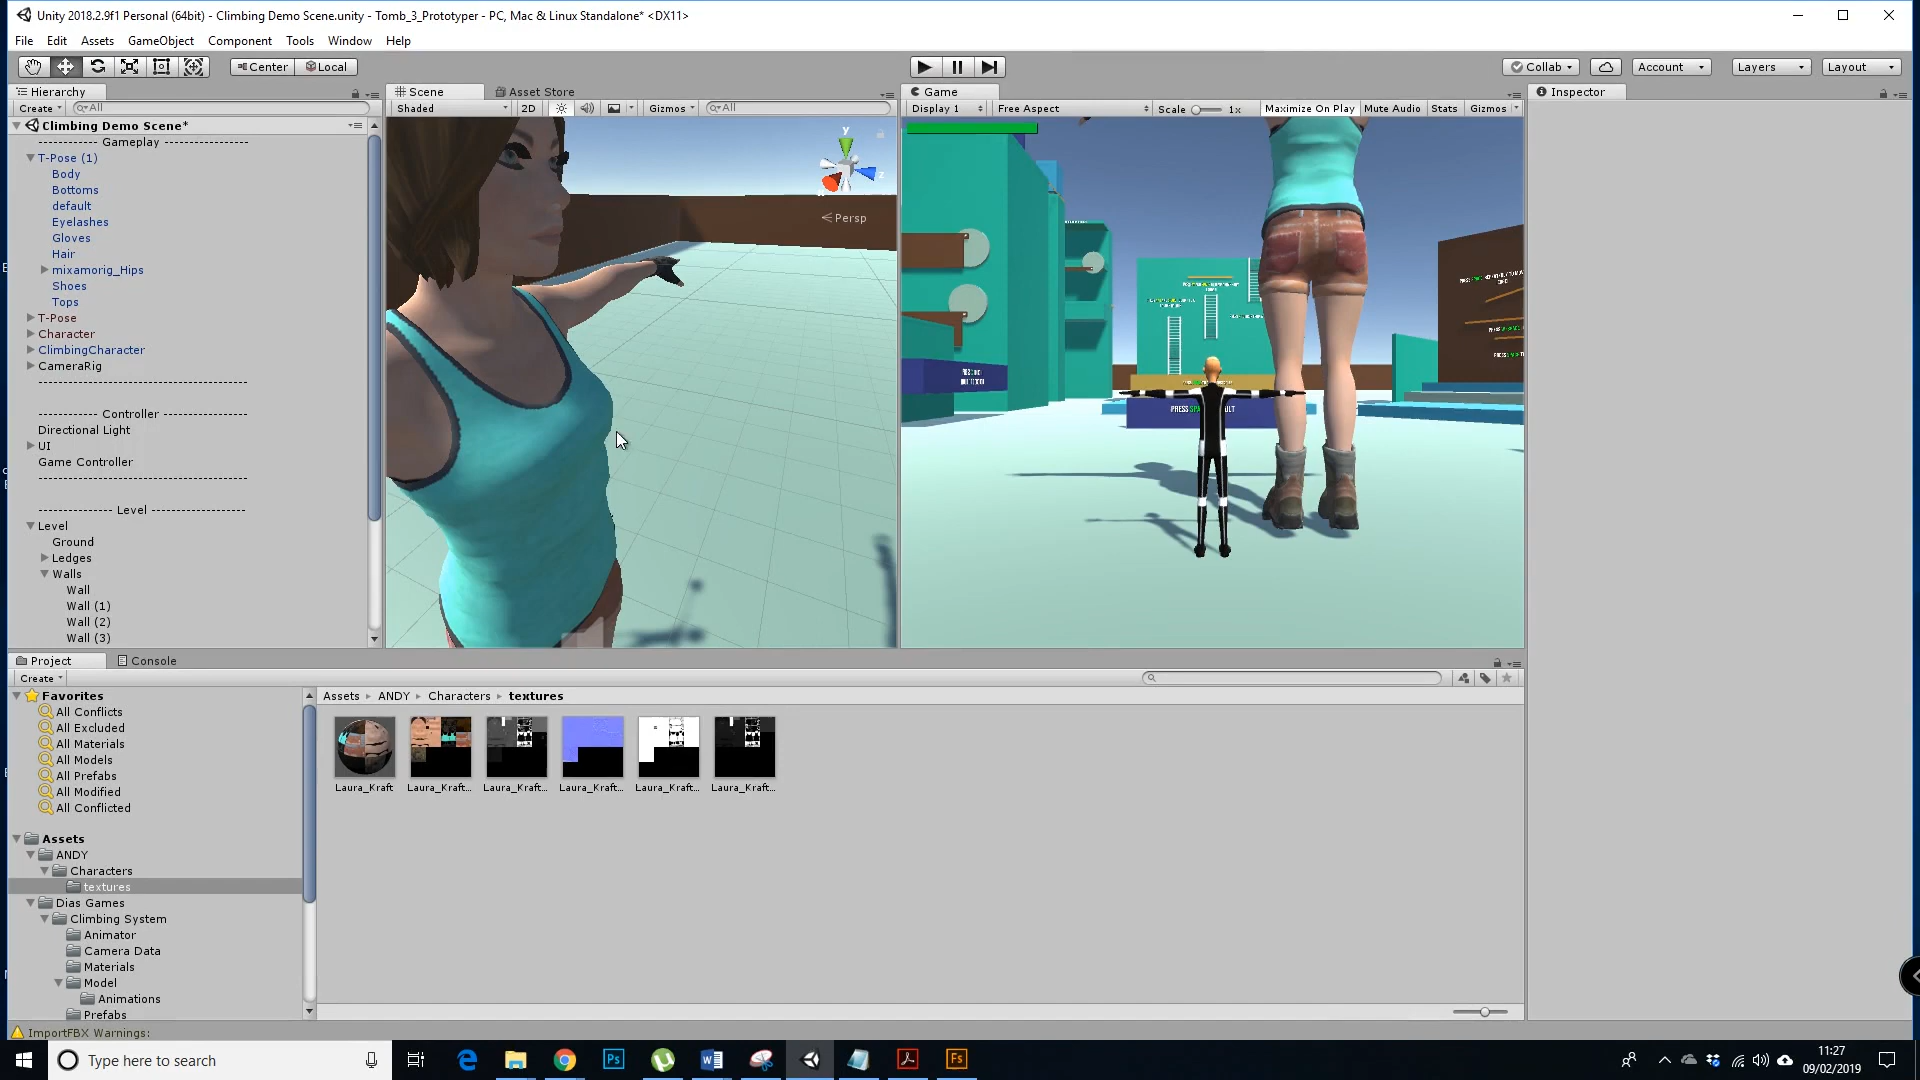 Unity 2018.2.9f1 Personal (64bit) - Climbing Demo Scene.unity - Tomb_3_Prototyper - PC, Mac & Linux Standalone* <DX11>
File Edit Assets GameObject Component Tools Window Help
Center Local
Collab Account Layers Layout
Hierarchy
Create All
Climbing Demo Scene*
------------ Gameplay -----------------
T-Pose (1)
Body
Bottoms
default
Eyelashes
Gloves
Hair
mixamorig_Hips
Shoes
Tops
T-Pose
Character
ClimbingCharacter
CameraRig
------------------------------------------
------------ Controller -----------------
Directional Light
UI
Game Controller
------------------------------------------
--------------- Level -------------------
Level
Ground
Ledges
Walls
Wall
Wall (1)
Wall (2)
Wall (3)
Scene Asset Store
Shaded 2D Gizmos All
y
z
Persp
Game
Display 1 Free Aspect Scale 1x Maximize On Play Mute Audio Stats Gizmos
PRESS
Inspector
Project Console
Create
Favorites
All Conflicts
All Excluded
All Materials
All Models
All Prefabs
All Modified
All Conflicted
Assets
ANDY
Characters
textures
Dias Games
Climbing System
Animator
Camera Data
Materials
Model
Animations
Prefabs
Assets ANDY Characters textures
Laura_Kraft Laura_Kraft... Laura_Kraft... Laura_Kraft... Laura_Kraft... Laura_Kraft...
ImportFBX Warnings:
Type here to search
Ps
W
Fs
11:27
09/02/2019